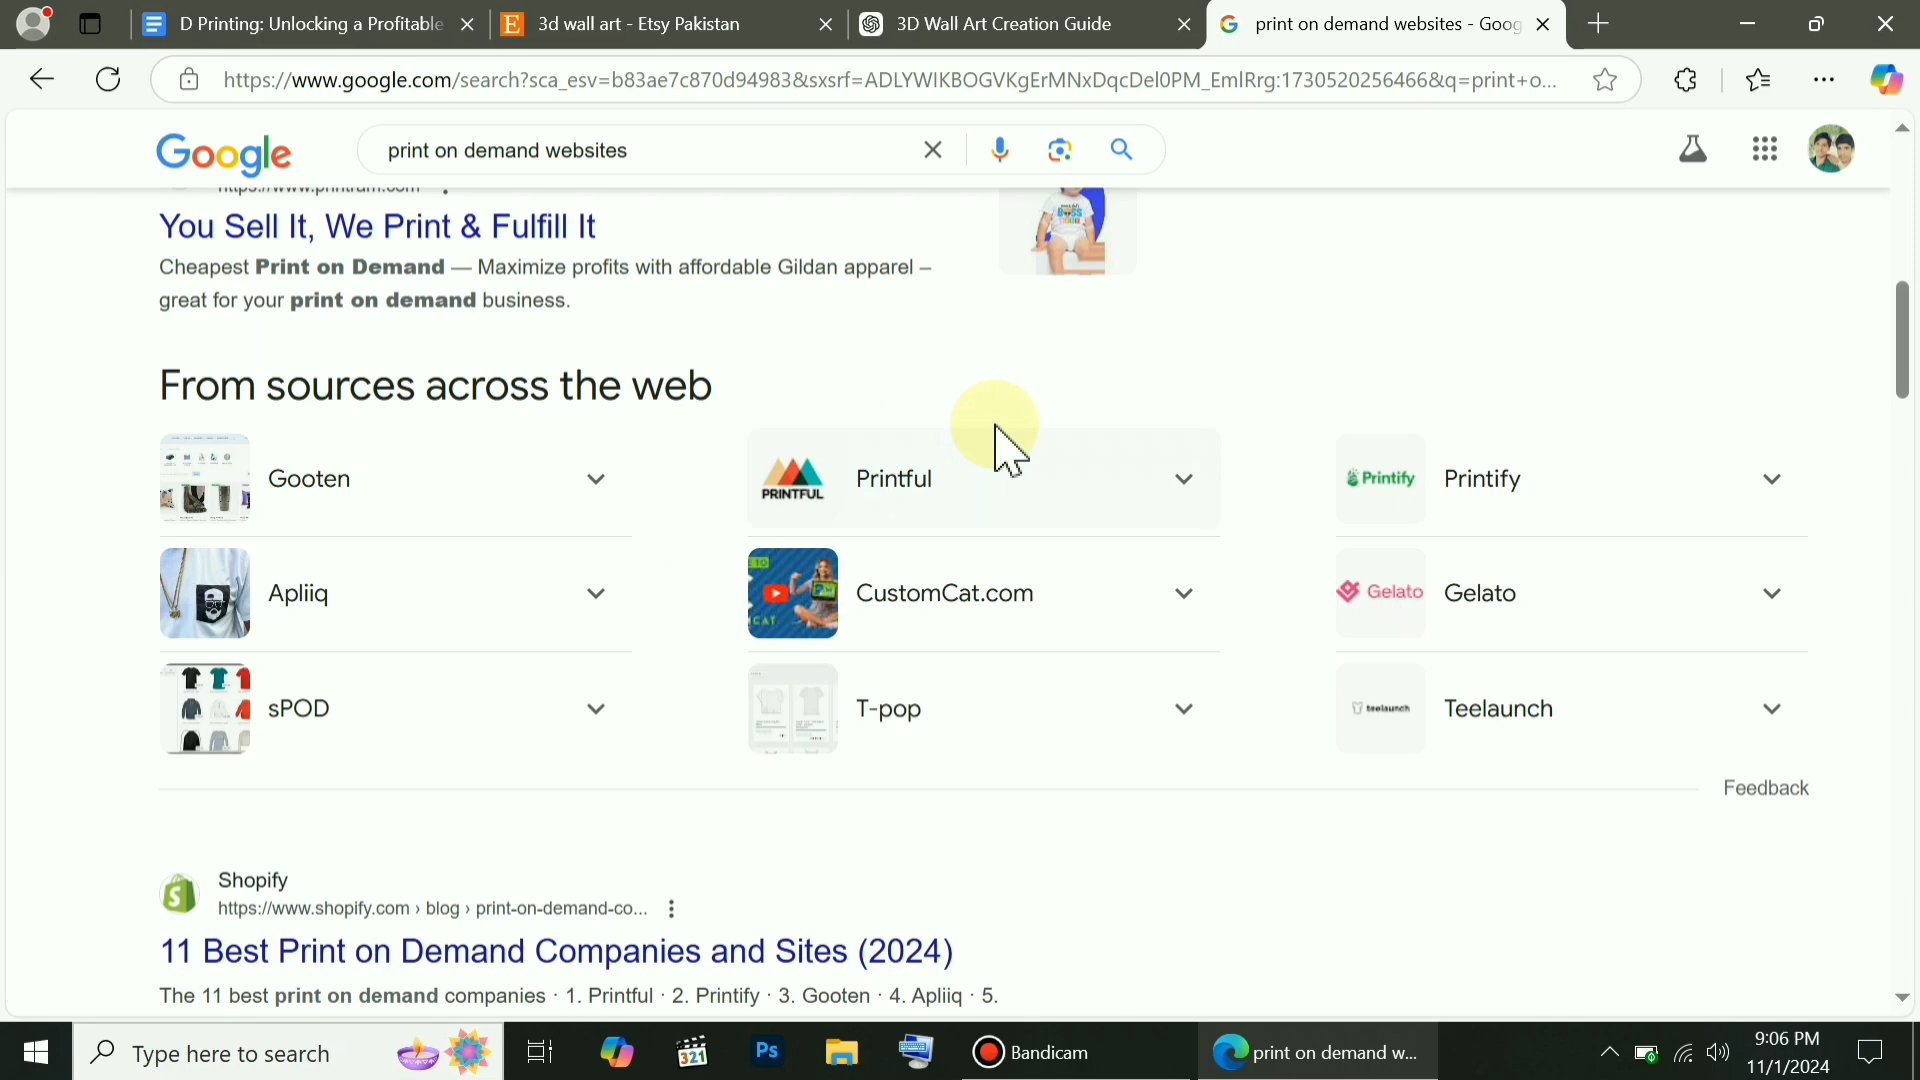 D Printing: Unlocking a Profitable
3d wall art - Etsy Pakistan
3D Wall Art Creation Guide
print on demand websites - Goog
https://www.google.com/search?sca_esv=b83ae7c870d94983&sxsrf=ADLYWIKBOGVKgErMNxDqcDel0PM_EmlRrg:1730520256466&q=print+o...
Google
print on demand websites
You Sell It, We Print & Fulfill It
Cheapest Print on Demand — Maximize profits with affordable Gildan apparel –
great for your print on demand business.
From sources across the web
Gooten
PRINTFUL
Printful
Printify
Printify
Apliiq
CustomCat.com
Gelato
Gelato
sPOD
T-pop
teelaunch
Teelaunch
Feedback
Shopify
https://www.shopify.com › blog › print-on-demand-co...
11 Best Print on Demand Companies and Sites (2024)
The 11 best print on demand companies · 1. Printful · 2. Printify · 3. Gooten · 4. Apliiq · 5.
Type here to search
321
Ps
Bandicam
print on demand w...
9:06 PM
11/1/2024